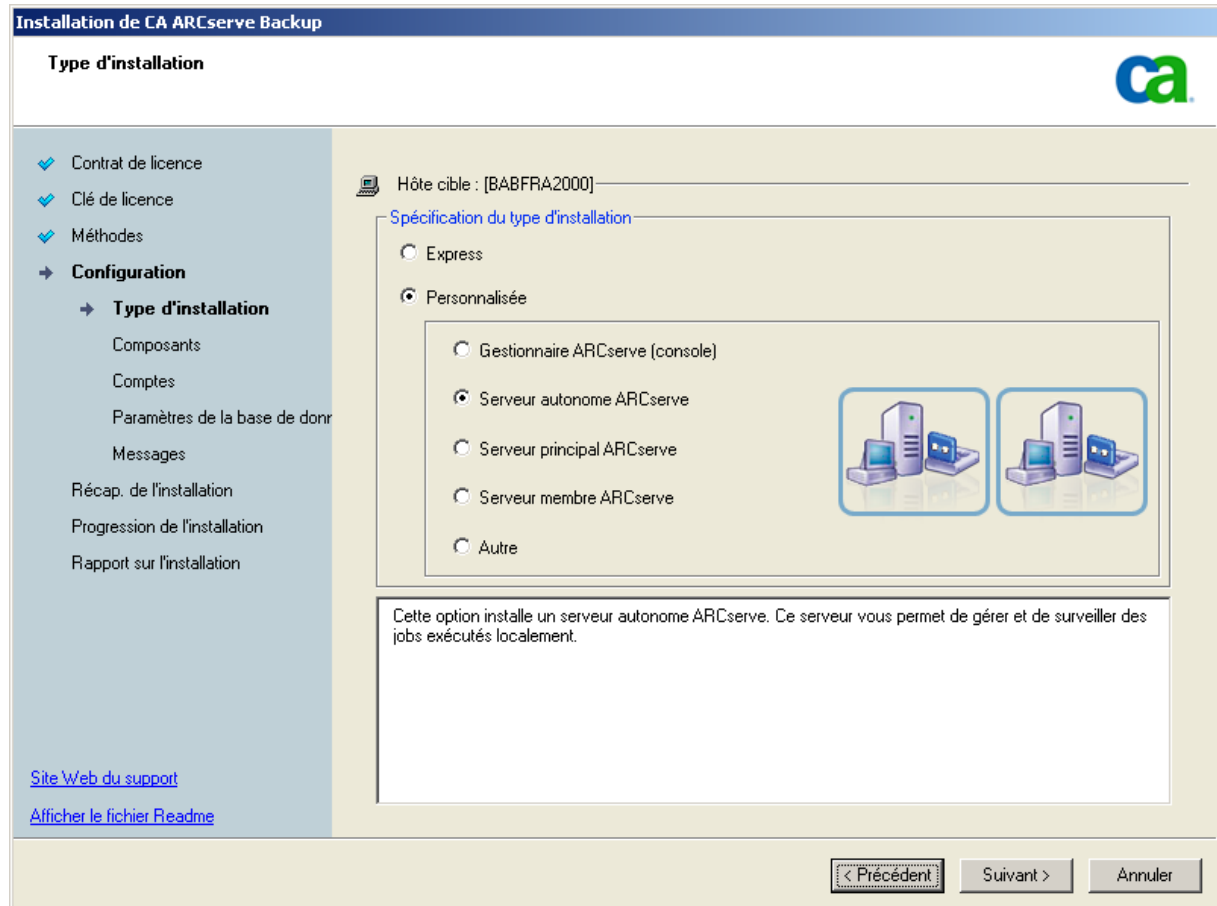 Installation de CA ARCserve Backup
Type d'installation
ca
Contrat de licence
Clé de licence
Méthodes
Configuration
Type d'installation
Composants
Comptes
Paramètres de la base de donr
Messages
Récap. de l'installation
Progression de l'installation
Rapport sur l'installation
Site Web du support
Afficher le fichier Readme
Hôte cible : [BABFRA2000]
Spécification du type d'installation
Express
Personnalisée
Gestionnaire ARCserve (console)
Serveur autonome ARCserve
Serveur principal ARCserve
Serveur membre ARCserve
Autre
Cette option installe un serveur autonome ARCserve. Ce serveur vous permet de gérer et de surveiller des
jobs exécutés localement.
< Précédent
Suivant >
Annuler